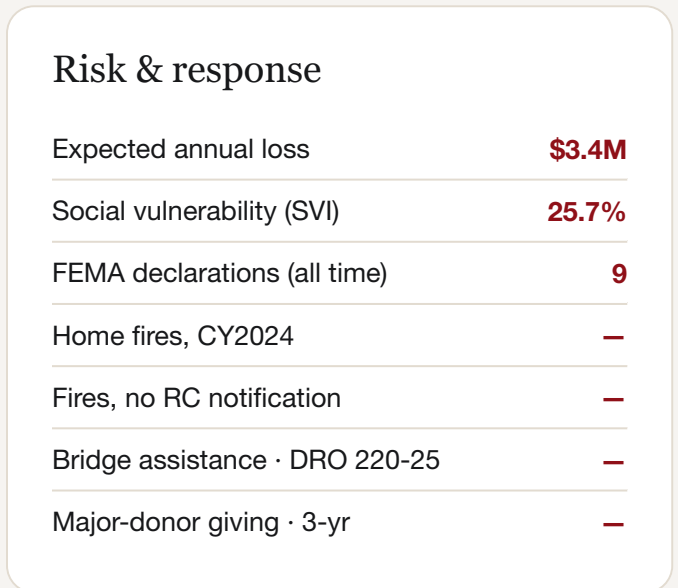 Risk & response
Expected annual loss $3.4M
Social vulnerability (SVI) 25.7%
FEMA declarations (all time) 9
Home fires, CY2024 —
Fires, no RC notification —
Bridge assistance · DRO 220-25 —
Major-donor giving · 3-yr —